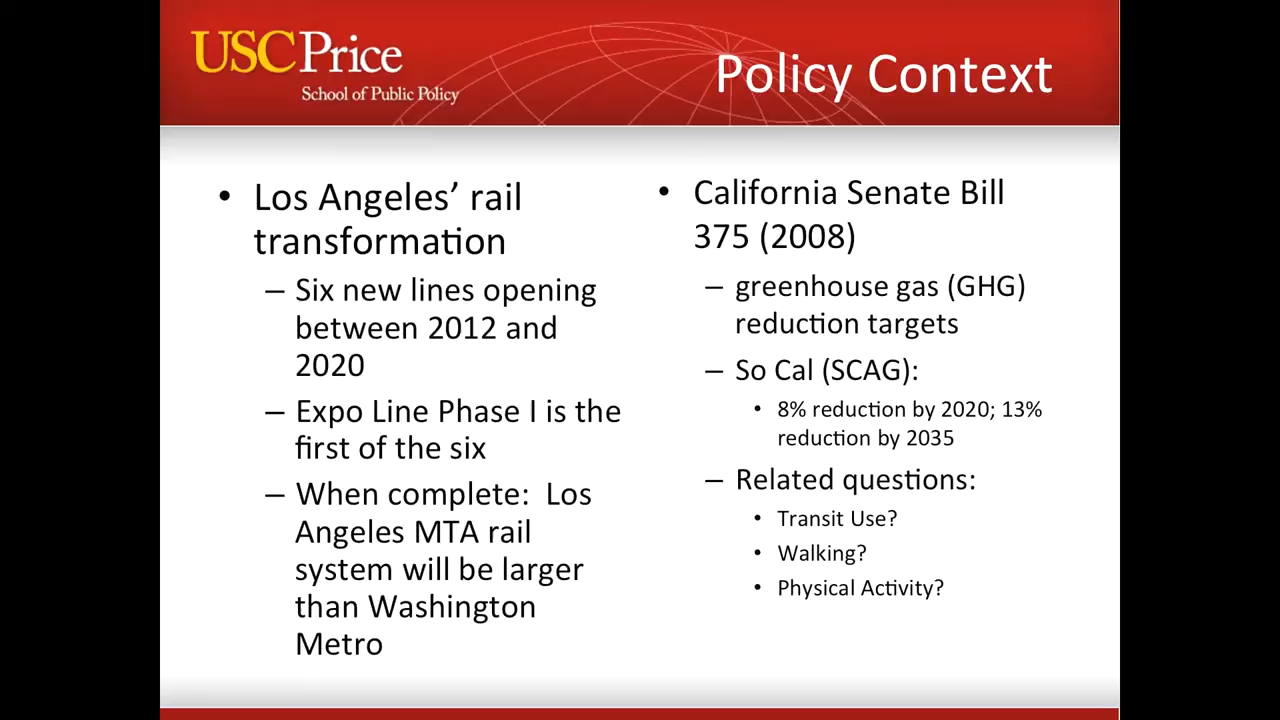 USC Price
School of Public Policy
Policy Context
• Los Angeles’ rail
transformation
– Six new lines opening
between 2012 and
2020
– Expo Line Phase I is the
first of the six
– When complete:  Los
Angeles MTA rail
system will be larger
than Washington
Metro
• California Senate Bill
375 (2008)
– greenhouse gas (GHG)
reduction targets
– So Cal (SCAG):
• 8% reduction by 2020; 13%
reduction by 2035
– Related questions:
• Transit Use?
• Walking?
• Physical Activity?